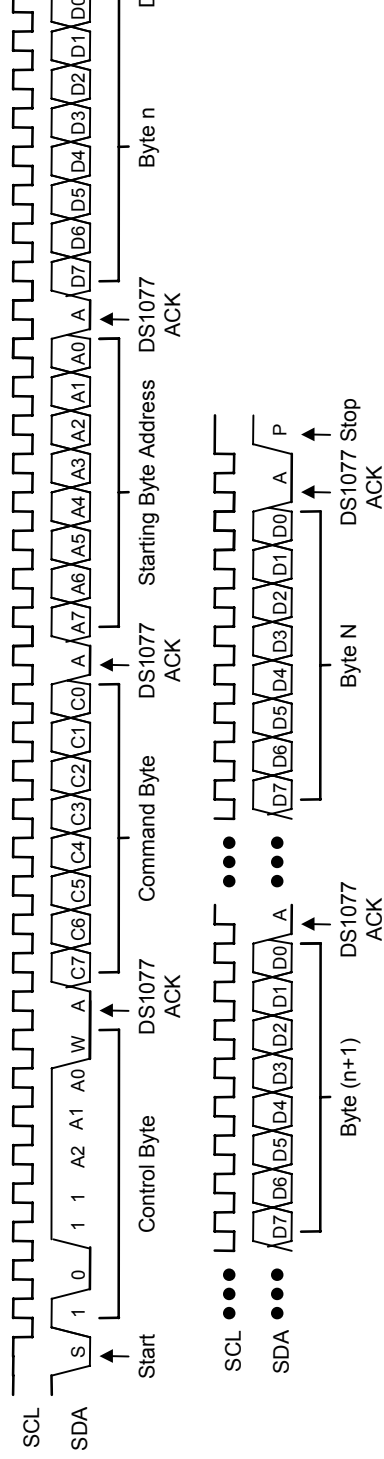 SCL
SDA S 1 0 1 1 A2 A1 A0 W A C7 C6 C5 C4 C3 C2 C1 C0 A A7 A6 A5 A4 A3 A2 A1 A0 A D7 D6 D5 D4 D3 D2 D1 D0
Start Control Byte DS1077 Command Byte DS1077 Starting Byte Address DS1077 Byte n
ACK ACK ACK
SCL
SDA D7 D6 D5 D4 D3 D2 D1 D0 A D7 D6 D5 D4 D3 D2 D1 D0 A P
Byte (n+1) DS1077 Byte N DS1077 Stop
ACK ACK